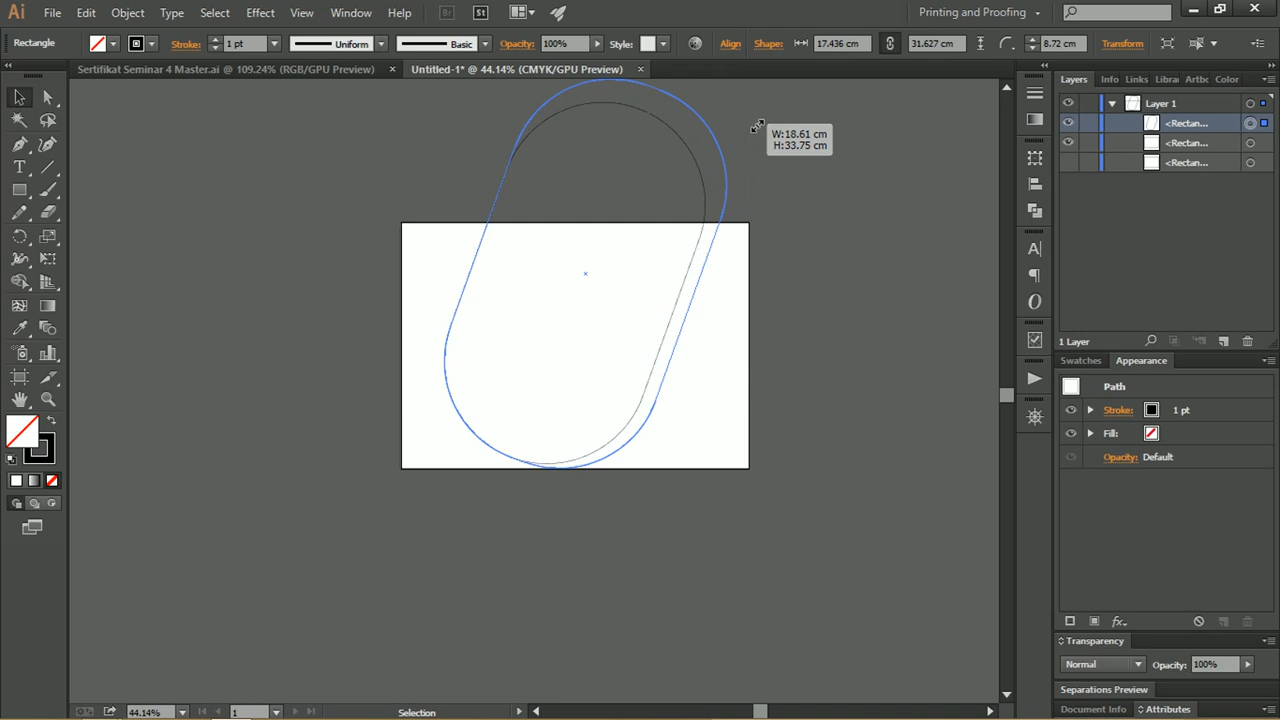 Ai File Edit Object Type Select Effect View Window Help Br St Printing and Proofing
Rectangle Stroke: 1 pt Uniform Basic Opacity: 100% Style: Align Shape: 17.436 cm 31.627 cm 8.72 cm Transform
Sertifikat Seminar 4 Master.ai @ 109.24% (RGB/GPU Preview) × Untitled-1* @ 44.14% (CMYK/GPU Preview) ×
Layers Info Links Librar Artbo Color
Layer 1
<Rectan...
<Rectan...
<Rectan...
W:18.61 cm
H:33.75 cm
1 Layer
Swatches Appearance
Path
Stroke: 1 pt
Fill:
Opacity: Default
fx
Transparency
Normal Opacity: 100%
Separations Preview
Document Info Attributes
44.14% 1 Selection